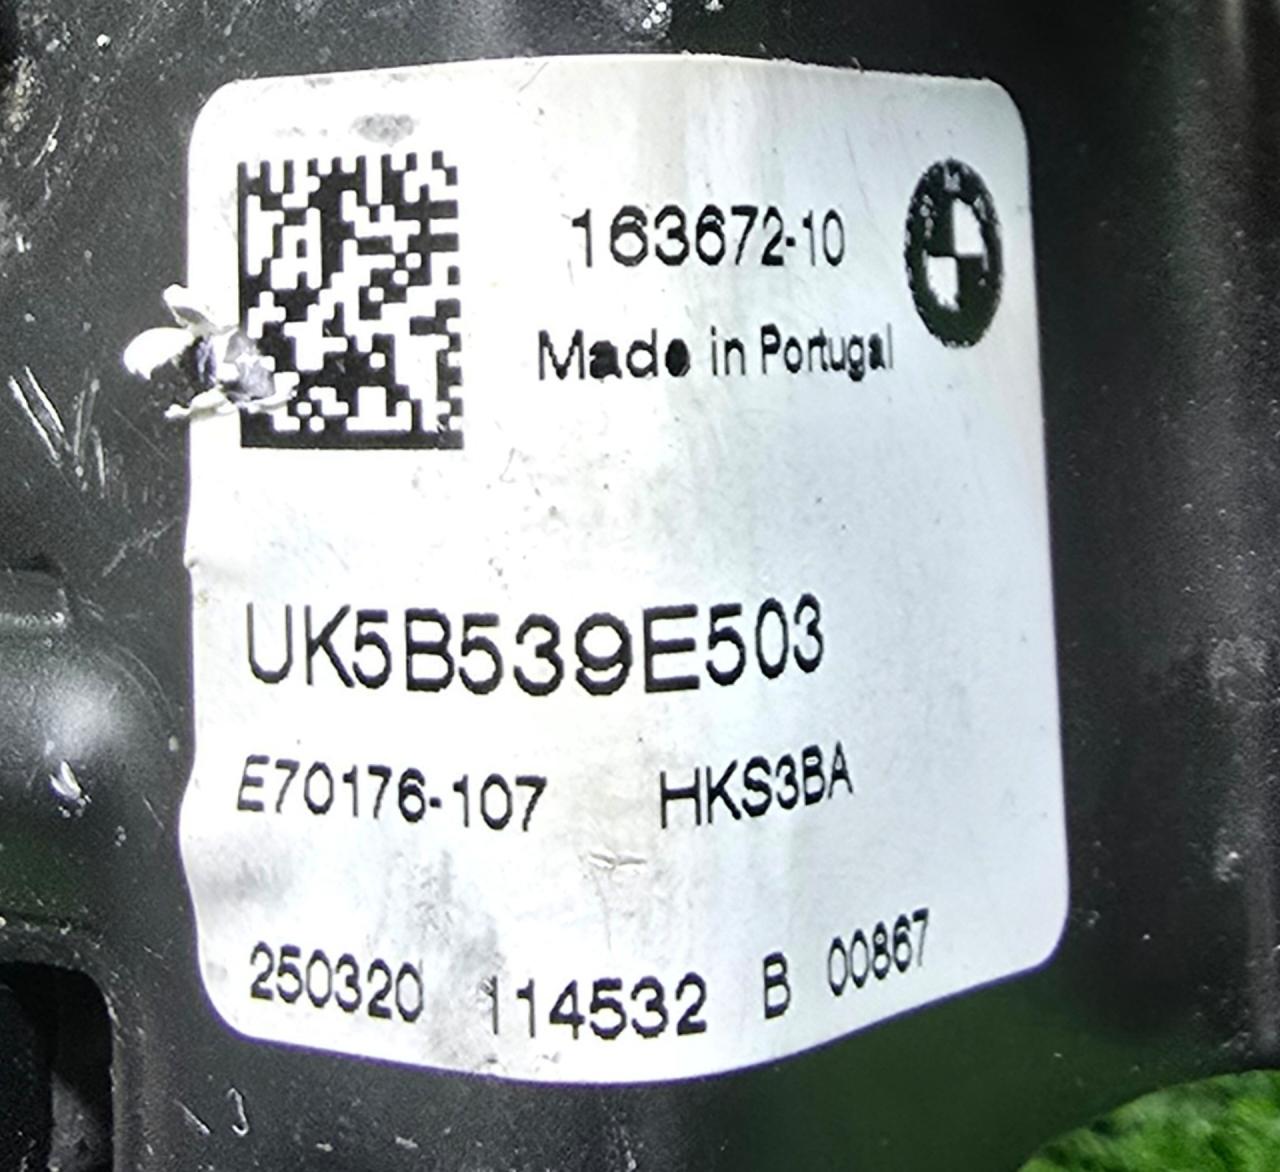 163672-10
Made in Portugal
UK5B539E503
E70176-107 HKS3BA
250320 114532 B 00867